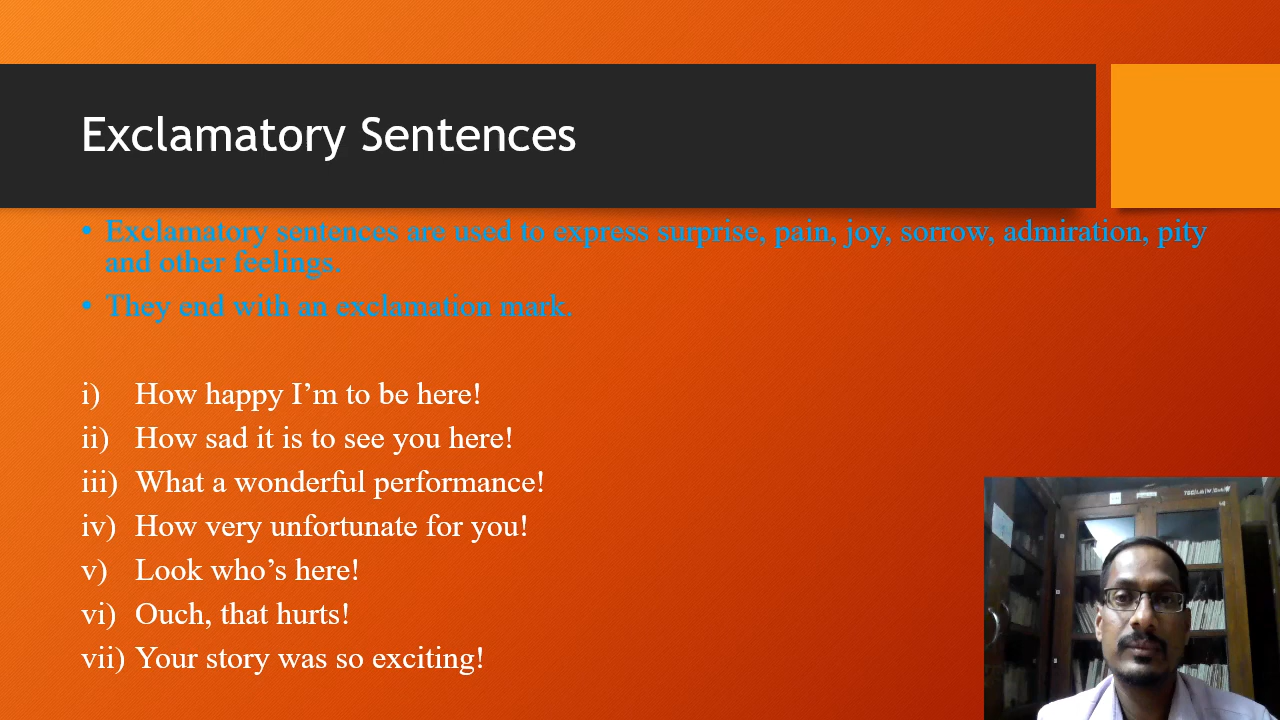 Exclamatory Sentences
• Exclamatory sentences are used to express surprise, pain, joy, sorrow, admiration, pity
and other feelings.
• They end with an exclamation mark.
i) How happy I’m to be here!
ii) How sad it is to see you here!
iii) What a wonderful performance!
iv) How very unfortunate for you!
v) Look who’s here!
vi) Ouch, that hurts!
vii) Your story was so exciting!